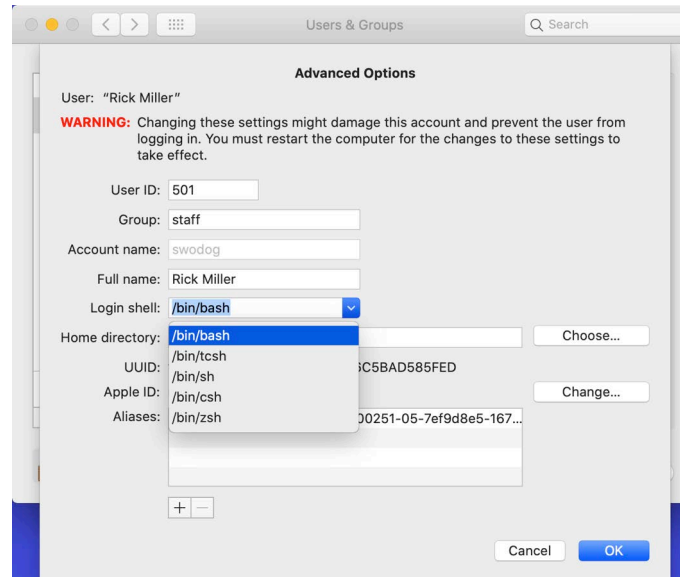 Users & Groups
Search
Advanced Options
User: “Rick Miller”
WARNING: Changing these settings might damage this account and prevent the user from
logging in. You must restart the computer for the changes to these settings to
take effect.
User ID: 501
Group: staff
Account name: swodog
Full name: Rick Miller
Login shell: /bin/bash
Home directory: /bin/bash Choose...
/bin/tcsh
UUID: /bin/sh 6C5BAD585FED
Apple ID: /bin/csh Change...
Aliases: /bin/zsh 00251-05-7ef9d8e5-167...
+ −
Cancel OK